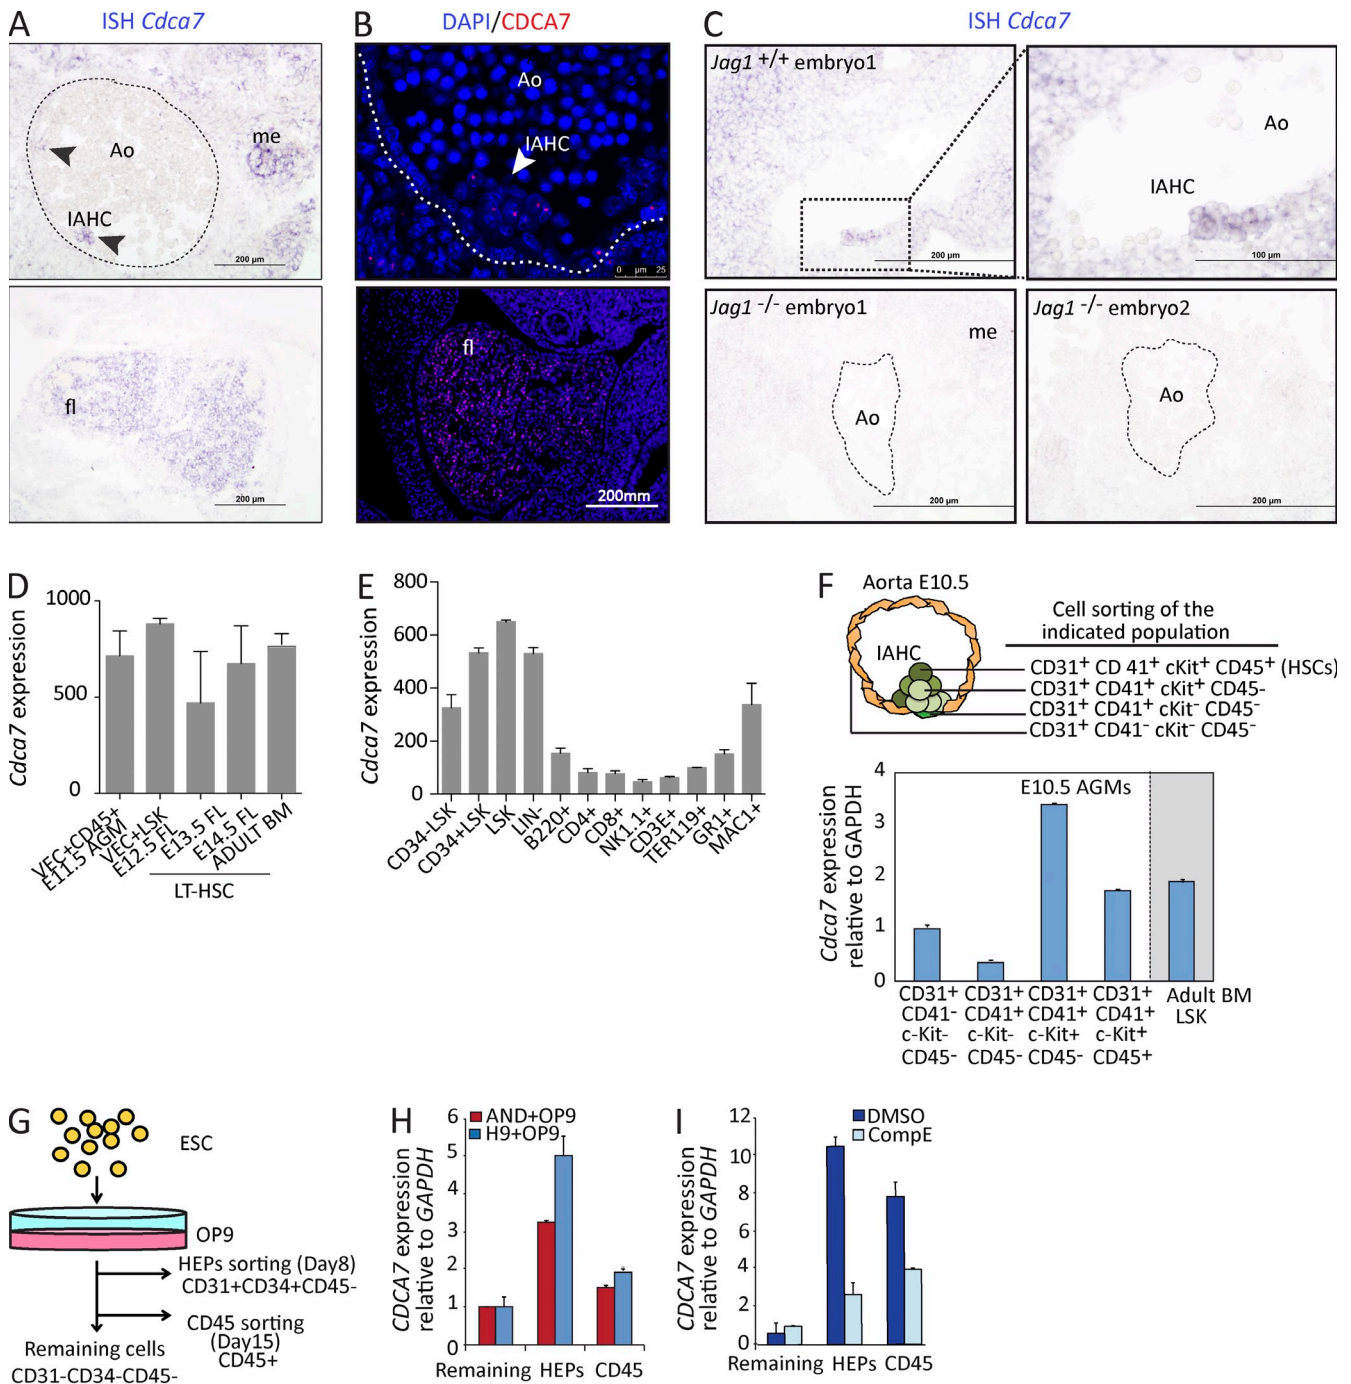 A
ISH Cdca7
Ao
me
IAHC
200 µm
fl
200 µm
B
DAPI/CDCA7
Ao
IAHC
0 µm 25
fl
200mm
C
ISH Cdca7
Jag1 +/+ embryo1
200 µm
Ao
IAHC
100 µm
Jag1 -/- embryo1
me
Ao
200 µm
Jag1 -/- embryo2
Ao
200 µm
D
Cdca7 expression
1000
500
0
VEC+CD45+
E11.5 AGM
VEC+LSK
E12.5 FL
E13.5 FL
E14.5 FL
ADULT BM
LT-HSC
E
Cdca7 expression
800
600
400
200
0
CD34-LSK
CD34+LSK
LSK
LIN-
B220+
CD4+
CD8+
NK1.1+
CD3E+
TER119+
GR1+
MAC1+
F
Aorta E10.5
IAHC
Cell sorting of the
indicated population
CD31+ CD 41+ cKit+ CD45+ (HSCs)
CD31+ CD41+ cKit+ CD45-
CD31+ CD41+ cKit- CD45-
CD31+ CD41- cKit- CD45-
Cdca7 expression
relative to GAPDH
4
3
2
1
0
E10.5 AGMs
CD31+
CD41-
c-Kit-
CD45-
CD31+
CD41+
c-Kit-
CD45-
CD31+
CD41+
c-Kit+
CD45-
CD31+
CD41+
c-Kit+
CD45+
Adult BM
LSK
G
ESC
OP9
HEPs sorting (Day8)
CD31+CD34+CD45-
CD45 sorting
(Day15)
CD45+
Remaining cells
CD31-CD34-CD45-
H
CDCA7 expression
relative to GAPDH
6
5
4
3
2
1
0
AND+OP9
H9+OP9
Remaining HEPs CD45
I
CDCA7 expression
relative to GAPDH
12
10
8
6
4
2
0
DMSO
CompE
Remaining HEPs CD45